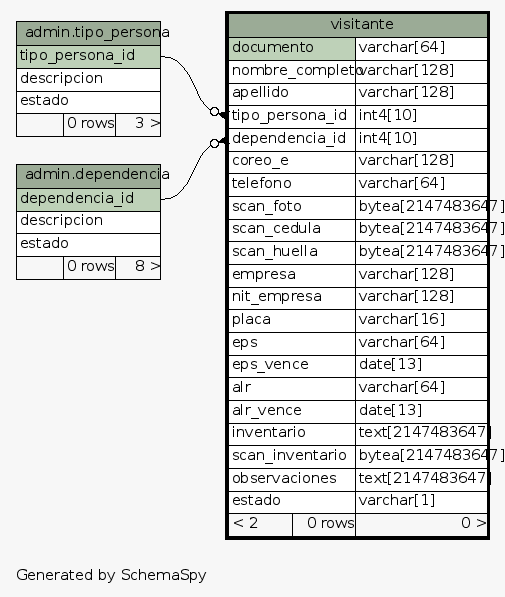 admin.tipo_persona
tipo_persona_id
descripcion
estado
0 rows 3 >
admin.dependencia
dependencia_id
descripcion
estado
0 rows 8 >
visitante
documento varchar[64]
nombre_completo varchar[128]
apellido varchar[128]
tipo_persona_id int4[10]
dependencia_id int4[10]
coreo_e varchar[128]
telefono varchar[64]
scan_foto bytea[2147483647]
scan_cedula bytea[2147483647]
scan_huella bytea[2147483647]
empresa varchar[128]
nit_empresa varchar[128]
placa varchar[16]
eps varchar[64]
eps_vence date[13]
alr varchar[64]
alr_vence date[13]
inventario text[2147483647]
scan_inventario bytea[2147483647]
observaciones text[2147483647]
estado varchar[1]
< 2 0 rows 0 >
Generated by SchemaSpy